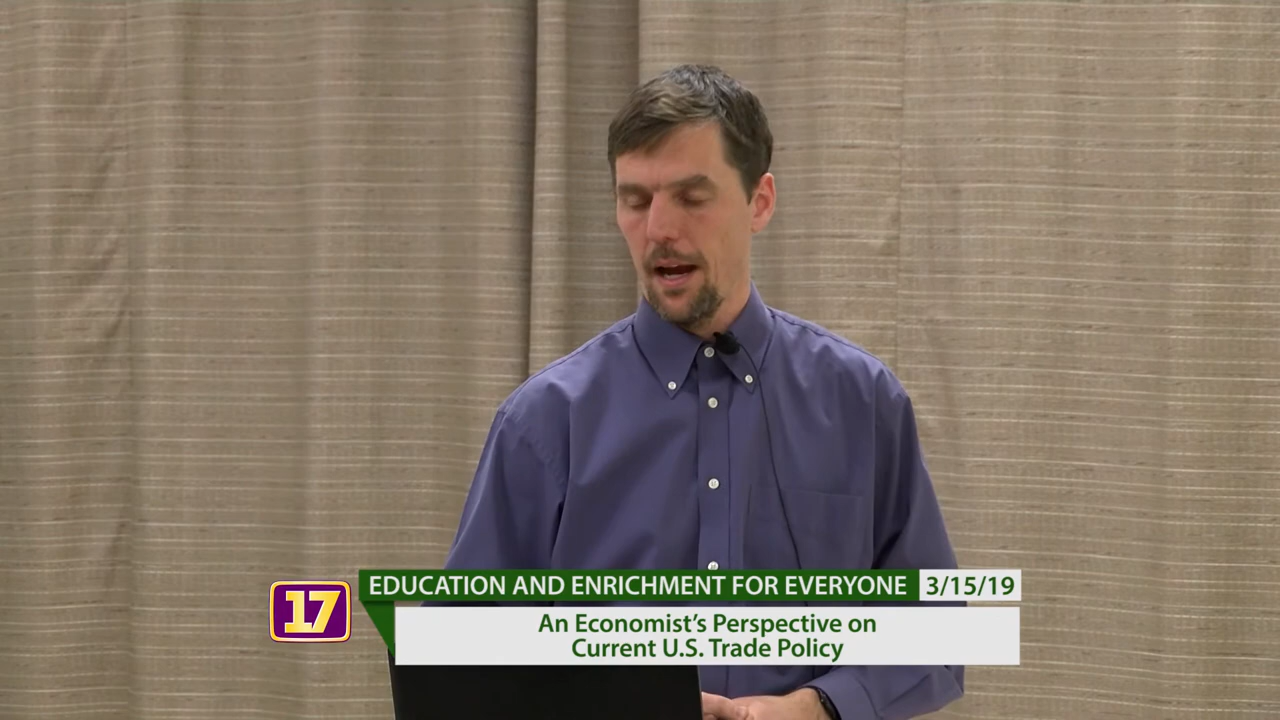 17
EDUCATION AND ENRICHMENT FOR EVERYONE 3/15/19
An Economist's Perspective on
Current U.S. Trade Policy